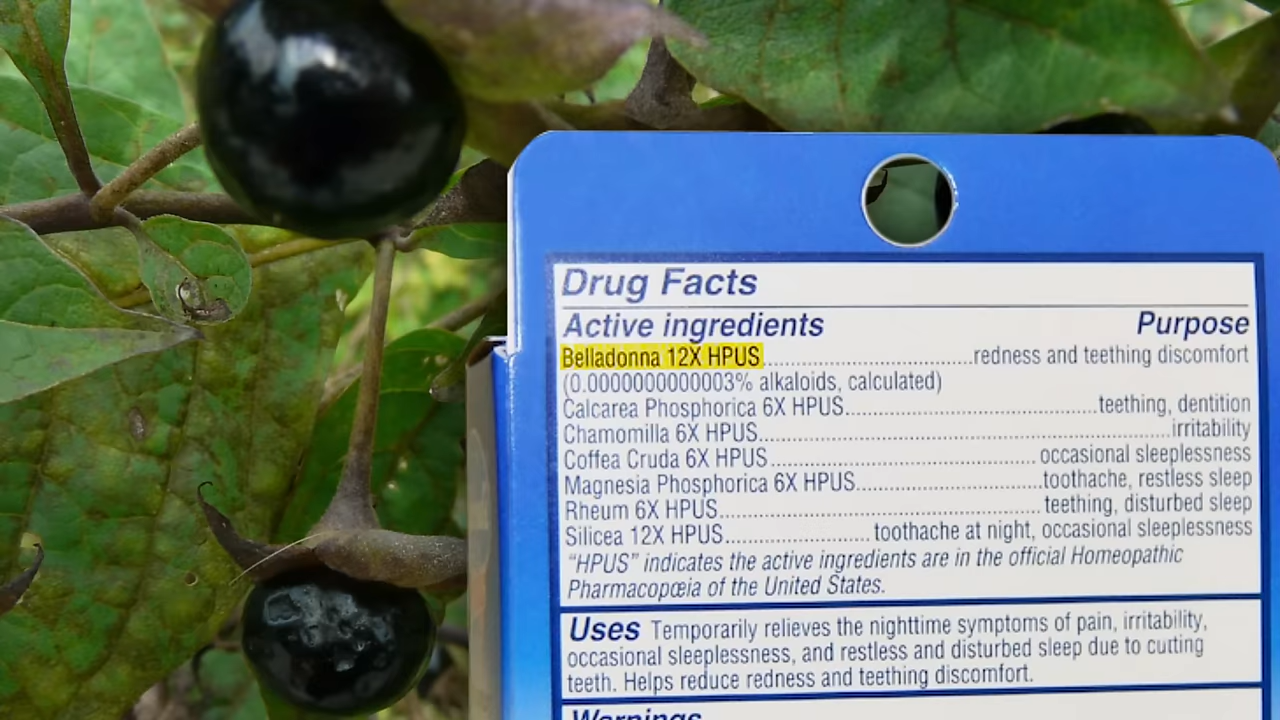 Drug Facts
Active ingredients Purpose
Belladonna 12X HPUS..............................redness and teething discomfort
(0.0000000000003% alkaloids, calculated)
Calcarea Phosphorica 6X HPUS....................................teething, dentition
Chamomilla 6X HPUS............................................................irritability
Coffea Cruda 6X HPUS......................................occasional sleeplessness
Magnesia Phosphorica 6X HPUS...........................toothache, restless sleep
Rheum 6X HPUS..............................................teething, disturbed sleep
Silicea 12X HPUS.....................toothache at night, occasional sleeplessness
“HPUS” indicates the active ingredients are in the official Homeopathic
Pharmacopœia of the United States.
Uses Temporarily relieves the nighttime symptoms of pain, irritability,
occasional sleeplessness, and restless and disturbed sleep due to cutting
teeth. Helps reduce redness and teething discomfort.
Warnings